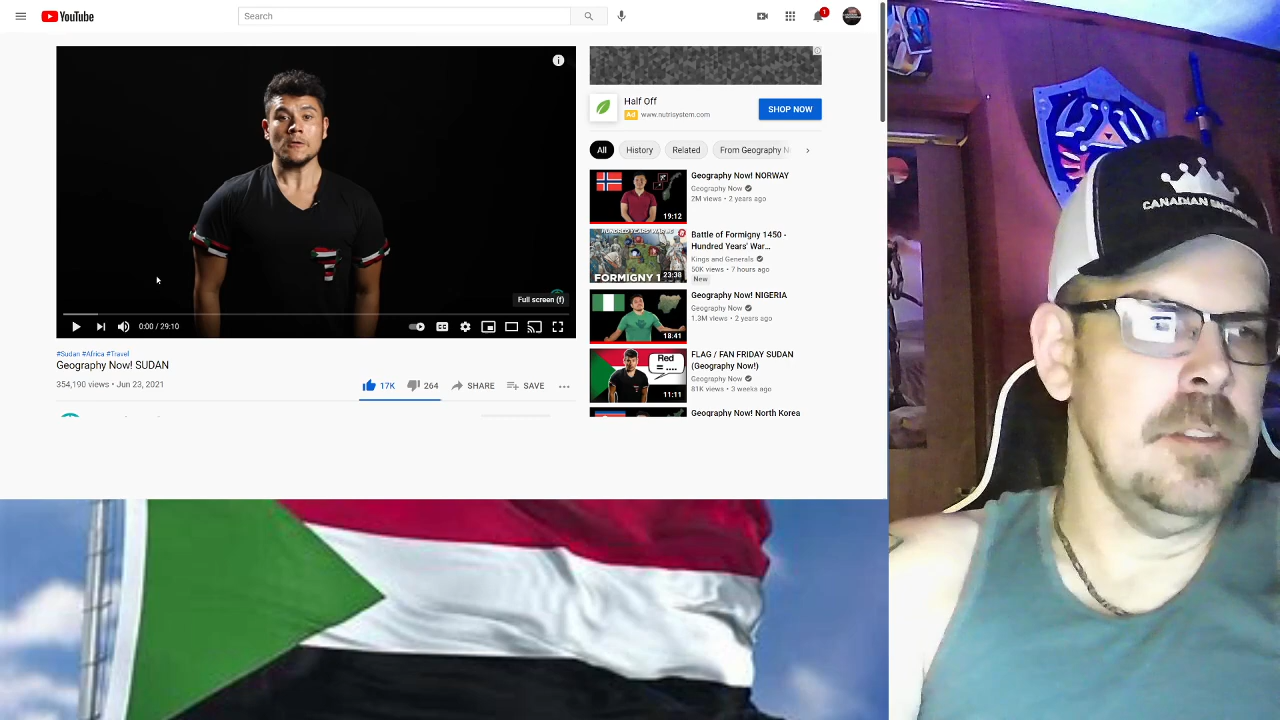 YouTube
Search
1
Full screen (f)
0:00 / 29:10
#Sudan #Africa #Travel
Geography Now! SUDAN
354,190 views • Jun 23, 2021
17K
264
SHARE
SAVE
Half Off
Ad www.nutrisystem.com
SHOP NOW
All
History
Related
From Geography N
Geography Now! NORWAY
Geography Now
2M views • 2 years ago
19:12
HUNDRED YEARS' WAR
FORMIGNY
23:38
Battle of Formigny 1450 -
Hundred Years' War...
Kings and Generals
50K views • 7 hours ago
New
Geography Now! NIGERIA
Geography Now
1.3M views • 2 years ago
18:41
Red
= ....
11:11
FLAG / FAN FRIDAY SUDAN
(Geography Now!)
Geography Now
81K views • 3 weeks ago
Geography Now! North Korea
CANADIAN